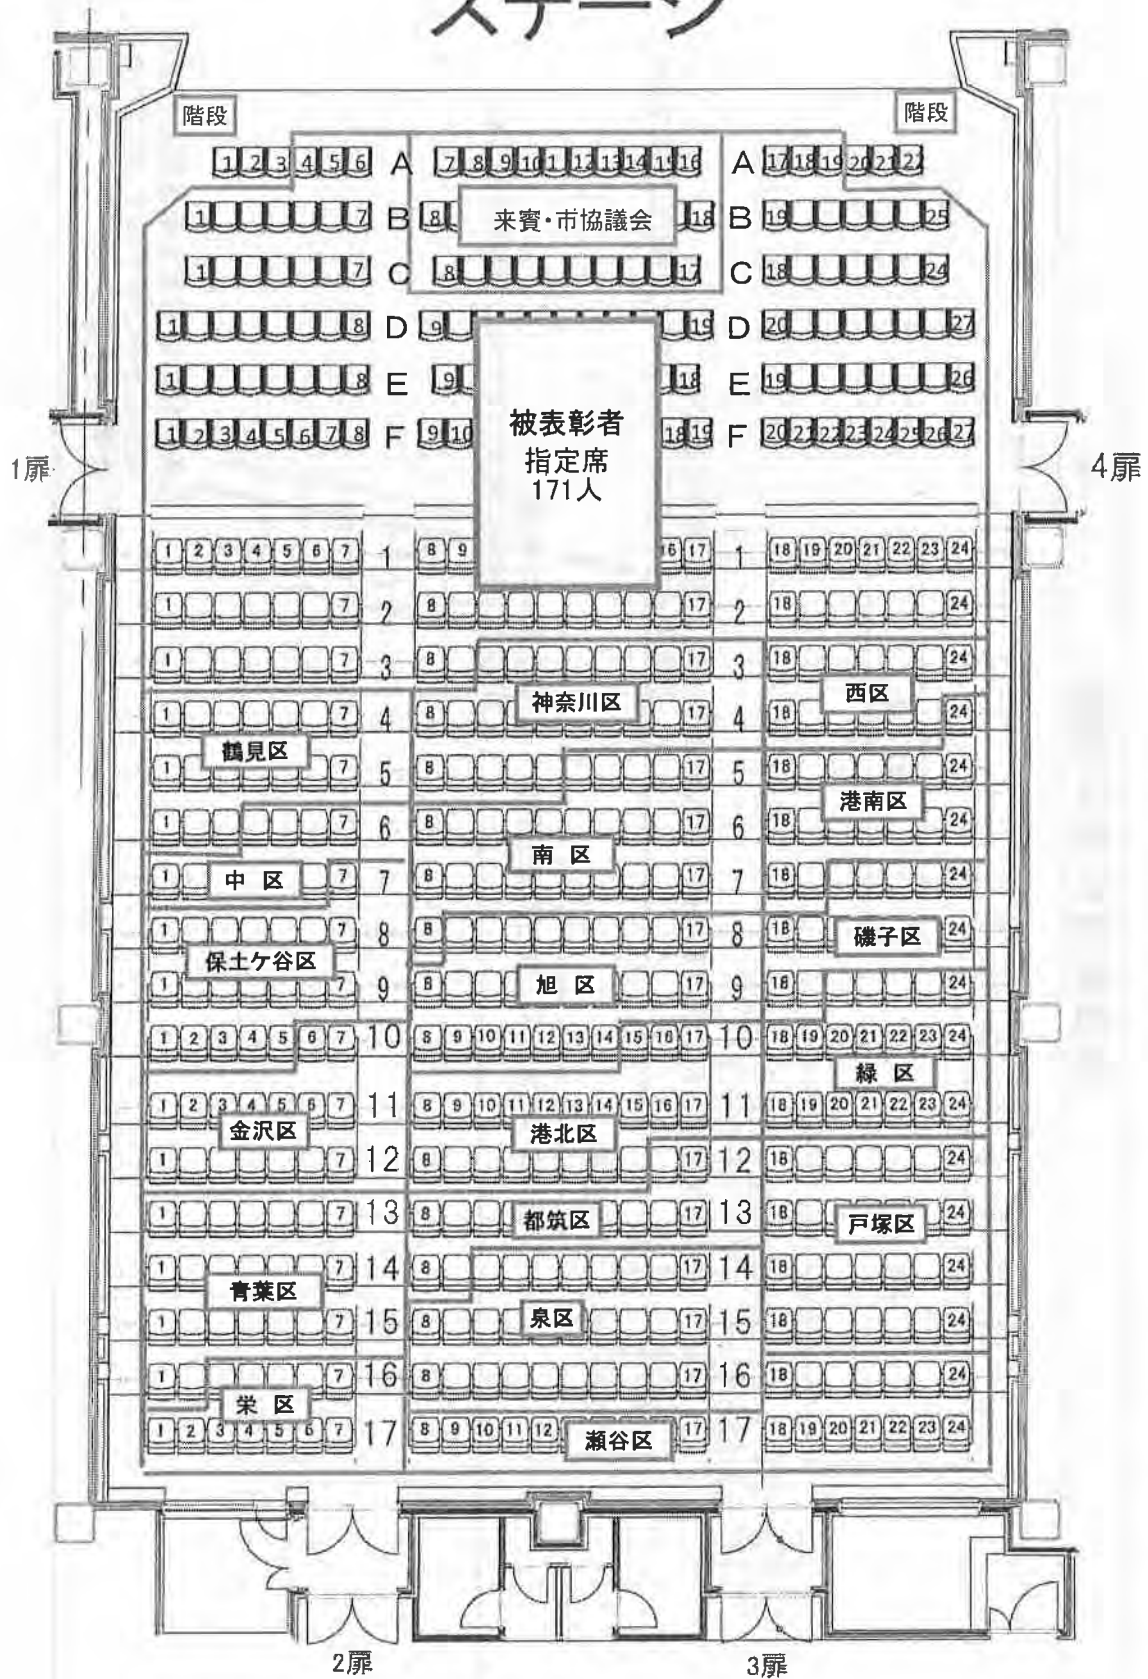 ステージ
階段 階段
1 2 3 4 5 6 A 7 8 9 10 1 12 13 14 15 16 A 17 18 19 20 21 22
1 7 B 8 来賓・市協議会 18 B 19 25
1 7 C 8 17 C 18 24
1 8 D 9 19 D 20 27
1 8 E 9 18 E 19 26
1 2 3 4 5 6 7 8 F 9 10 18 19 F 20 22 22 23 24 25 26 27
被表彰者
指定席
171人
1扉 4扉
1 2 3 4 5 6 7 1 8 9 16 17 1 18 19 20 21 22 23 24
1 7 2 8 17 2 18 24
1 7 3 8 17 3 18 24
神奈川区 西区
1 7 4 8 17 4 18 24
鶴見区
1 7 5 8 17 5 18 24
港南区
1 7 6 8 17 6 18 24
南 区
1 中 区 7 7 8 17 7 18 24
1 7 8 8 8 18 磯子区 24
保土ケ谷区
1 7 9 8 旭 区 17 9 18 24
1 2 3 4 5 6 7 10 8 9 10 11 12 13 14 15 16 17 10 18 19 20 21 22 23 24
緑 区
1 2 3 4 5 6 7 11 8 9 10 11 12 13 14 15 16 17 11 18 19 20 21 22 23 24
金沢区 港北区
1 7 12 8 17 12 18 24
1 7 13 8 都筑区 17 13 18 戸塚区 24
1 7 14 8 17 14 18 24
青葉区
1 7 15 8 泉区 17 15 18 24
1 7 16 8 17 16 18 24
栄 区
1 2 3 4 5 6 7 17 8 9 10 11 12 瀬谷区 17 17 18 19 20 21 22 23 24
2扉 3扉